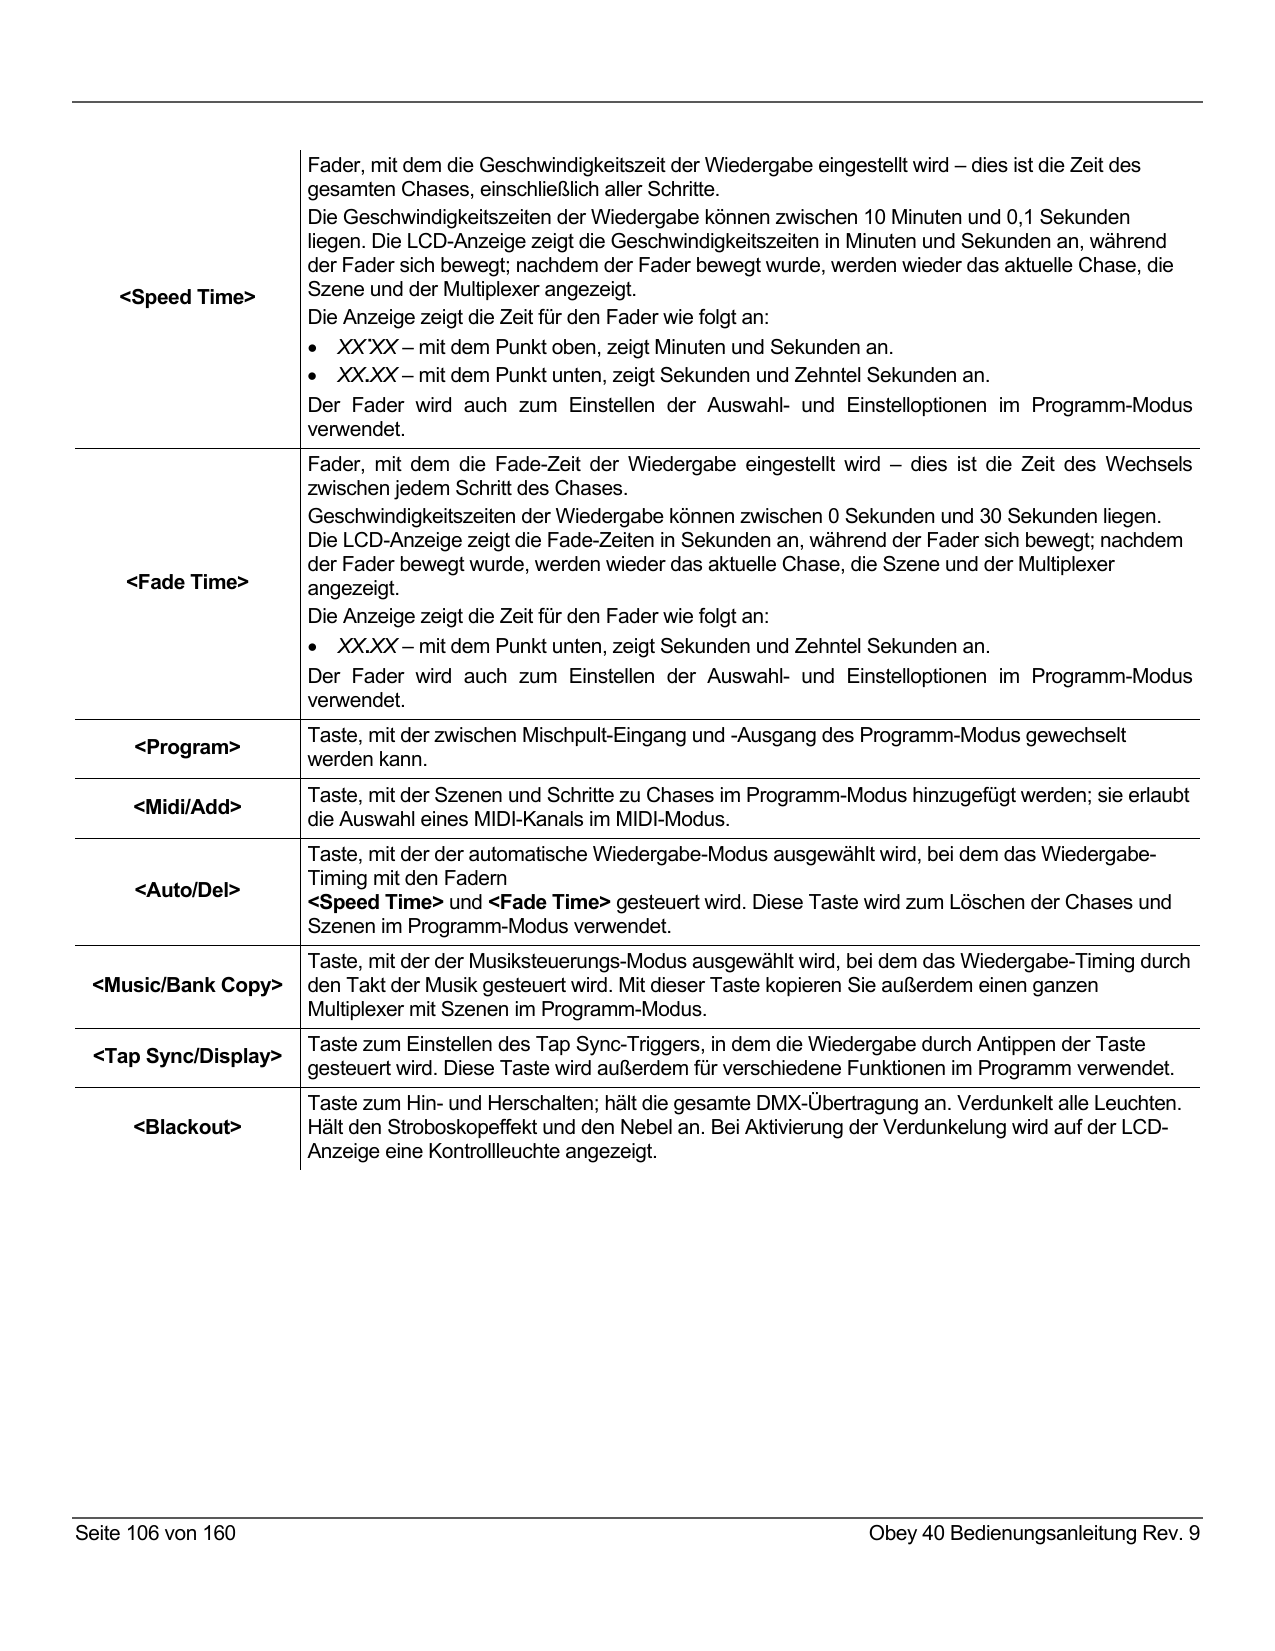 Fader, mit dem die Geschwindigkeitszeit der Wiedergabe eingestellt wird – dies ist die Zeit des
gesamten Chases, einschließlich aller Schritte.
Die Geschwindigkeitszeiten der Wiedergabe können zwischen 10 Minuten und 0,1 Sekunden
liegen. Die LCD-Anzeige zeigt die Geschwindigkeitszeiten in Minuten und Sekunden an, während
der Fader sich bewegt; nachdem der Fader bewegt wurde, werden wieder das aktuelle Chase, die
<Speed Time>
Szene und der Multiplexer angezeigt.
Die Anzeige zeigt die Zeit für den Fader wie folgt an:
• XX˙XX – mit dem Punkt oben, zeigt Minuten und Sekunden an.
• XX.XX – mit dem Punkt unten, zeigt Sekunden und Zehntel Sekunden an.
Der Fader wird auch zum Einstellen der Auswahl- und Einstelloptionen im Programm-Modus
verwendet.
Fader, mit dem die Fade-Zeit der Wiedergabe eingestellt wird – dies ist die Zeit des Wechsels
zwischen jedem Schritt des Chases.
Geschwindigkeitszeiten der Wiedergabe können zwischen 0 Sekunden und 30 Sekunden liegen.
Die LCD-Anzeige zeigt die Fade-Zeiten in Sekunden an, während der Fader sich bewegt; nachdem
der Fader bewegt wurde, werden wieder das aktuelle Chase, die Szene und der Multiplexer
<Fade Time>
angezeigt.
Die Anzeige zeigt die Zeit für den Fader wie folgt an:
• XX.XX – mit dem Punkt unten, zeigt Sekunden und Zehntel Sekunden an.
Der Fader wird auch zum Einstellen der Auswahl- und Einstelloptionen im Programm-Modus
verwendet.
<Program>
Taste, mit der zwischen Mischpult-Eingang und -Ausgang des Programm-Modus gewechselt
werden kann.
<Midi/Add>
Taste, mit der Szenen und Schritte zu Chases im Programm-Modus hinzugefügt werden; sie erlaubt
die Auswahl eines MIDI-Kanals im MIDI-Modus.
<Auto/Del>
Taste, mit der der automatische Wiedergabe-Modus ausgewählt wird, bei dem das Wiedergabe-
Timing mit den Fadern
<Speed Time> und <Fade Time> gesteuert wird. Diese Taste wird zum Löschen der Chases und
Szenen im Programm-Modus verwendet.
<Music/Bank Copy>
Taste, mit der der Musiksteuerungs-Modus ausgewählt wird, bei dem das Wiedergabe-Timing durch
den Takt der Musik gesteuert wird. Mit dieser Taste kopieren Sie außerdem einen ganzen
Multiplexer mit Szenen im Programm-Modus.
<Tap Sync/Display>
Taste zum Einstellen des Tap Sync-Triggers, in dem die Wiedergabe durch Antippen der Taste
gesteuert wird. Diese Taste wird außerdem für verschiedene Funktionen im Programm verwendet.
<Blackout>
Taste zum Hin- und Herschalten; hält die gesamte DMX-Übertragung an. Verdunkelt alle Leuchten.
Hält den Stroboskopeffekt und den Nebel an. Bei Aktivierung der Verdunkelung wird auf der LCD-
Anzeige eine Kontrollleuchte angezeigt.
Seite 106 von 160
Obey 40 Bedienungsanleitung Rev. 9